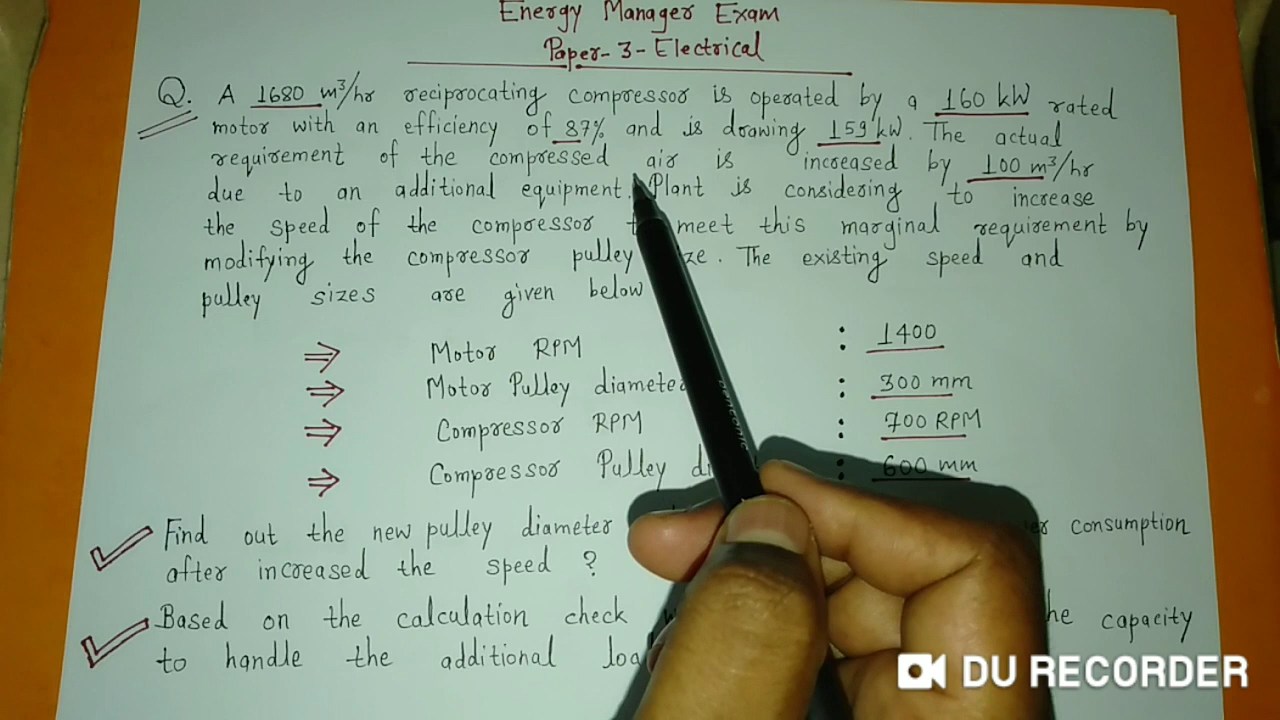 Energy Manager Exam
Paper-3-Electrical
Q. A 1680 m³/hr reciprocating compressor is operated by a 160 kW rated
motor with an efficiency of 87% and is drawing 159 kW. The actual
requirement of the compressed air is increased by 100 m³/hr
due to an additional equipment. Plant is considering to increase
the speed of the compressor meet this marginal requirement by
modifying the compressor pulley ze. The existing speed and
pulley sizes are given below
⇒ Motor RPM : 1400
⇒ Motor Pulley diamete : 300 mm
⇒ Compressor RPM : 700 RPM
⇒ Compressor Pulley di : 600 mm
Find out the new pulley diameter consumption
after increased the speed ?
Based on the calculation check he capacity
to handle the additional loa
DU RECORDER